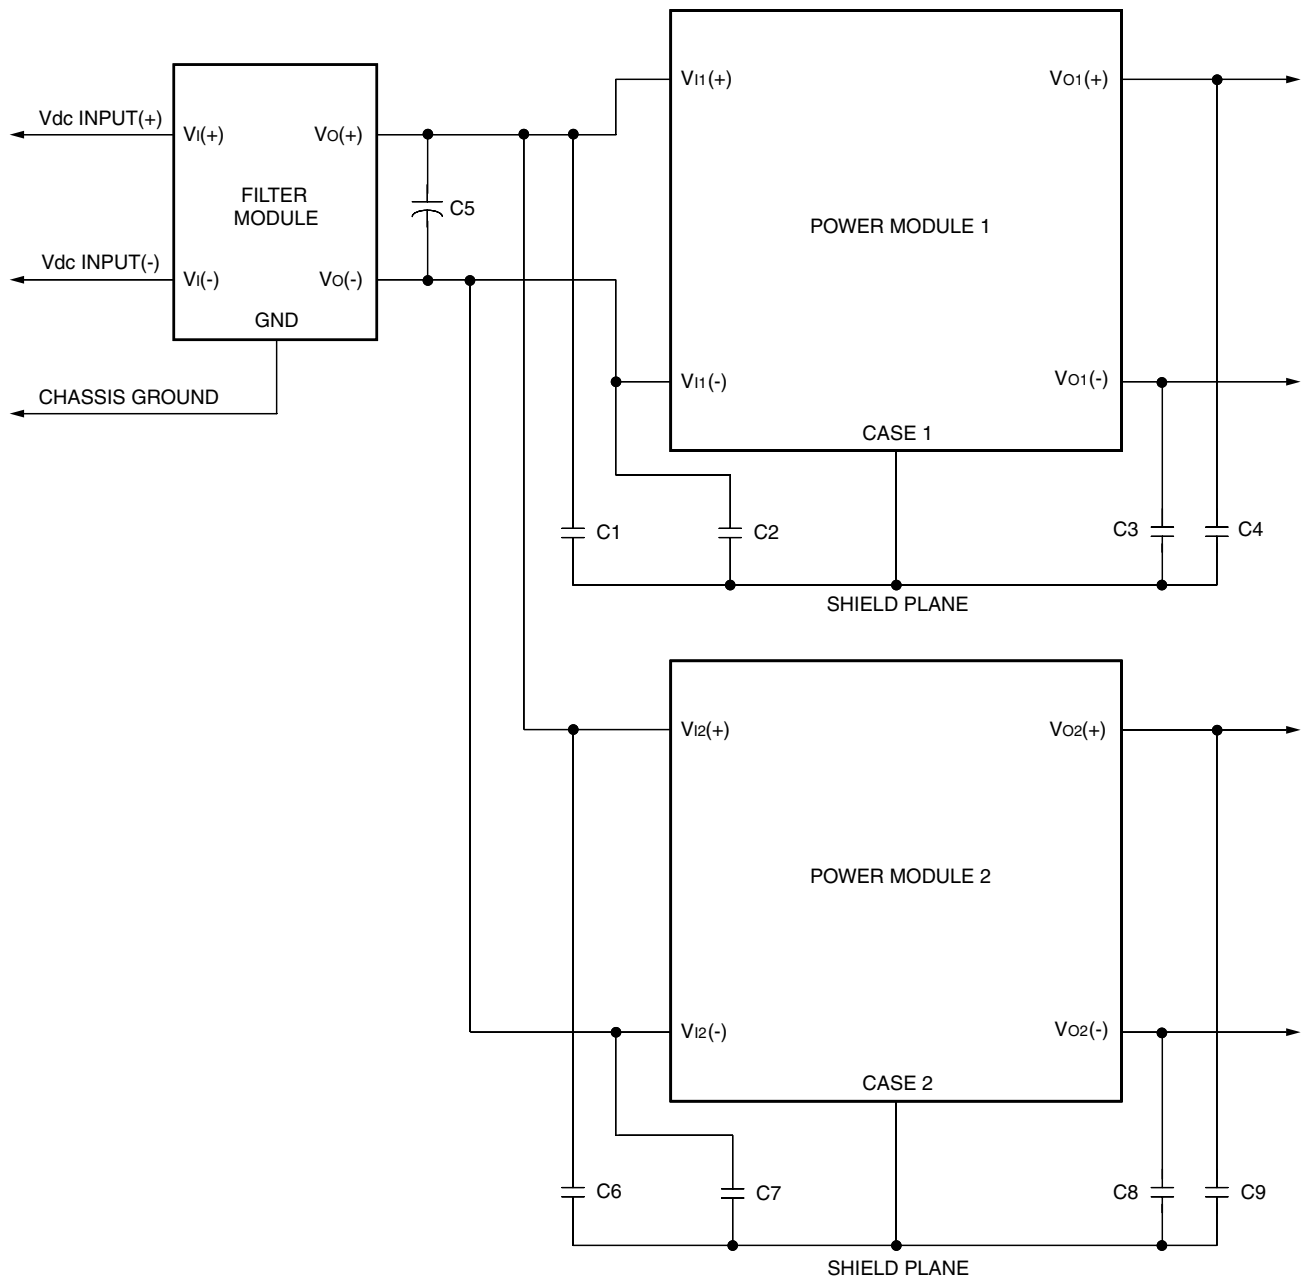 Vdc INPUT(+)
VI(+)
VO(+)
FILTER
MODULE
C5
Vdc INPUT(-)
VI(-)
VO(-)
GND
CHASSIS GROUND
VI1(+)
VO1(+)
POWER MODULE 1
VI1(-)
VO1(-)
CASE 1
C1
C2
C3
C4
SHIELD PLANE
VI2(+)
VO2(+)
POWER MODULE 2
VI2(-)
VO2(-)
CASE 2
C6
C7
C8
C9
SHIELD PLANE